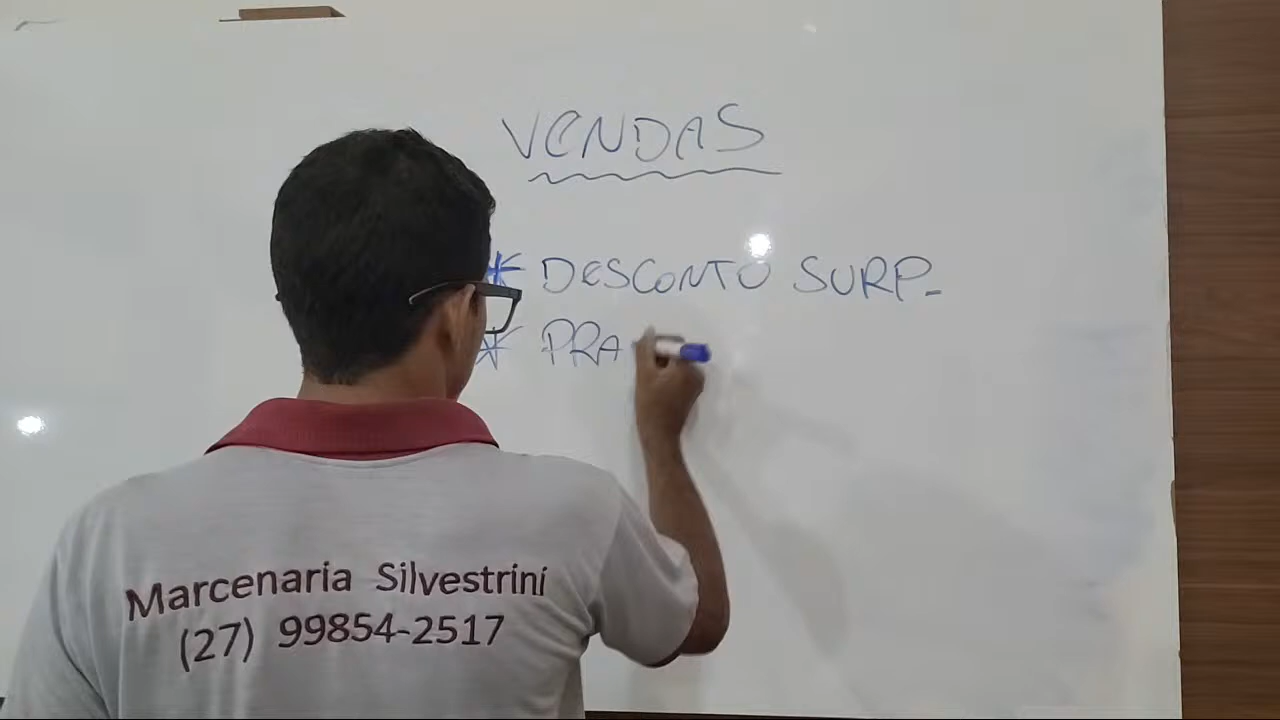 VENDAS
* DESCONTO SURP.
* PRA
Marcenaria Silvestrini
(27) 99854-2517